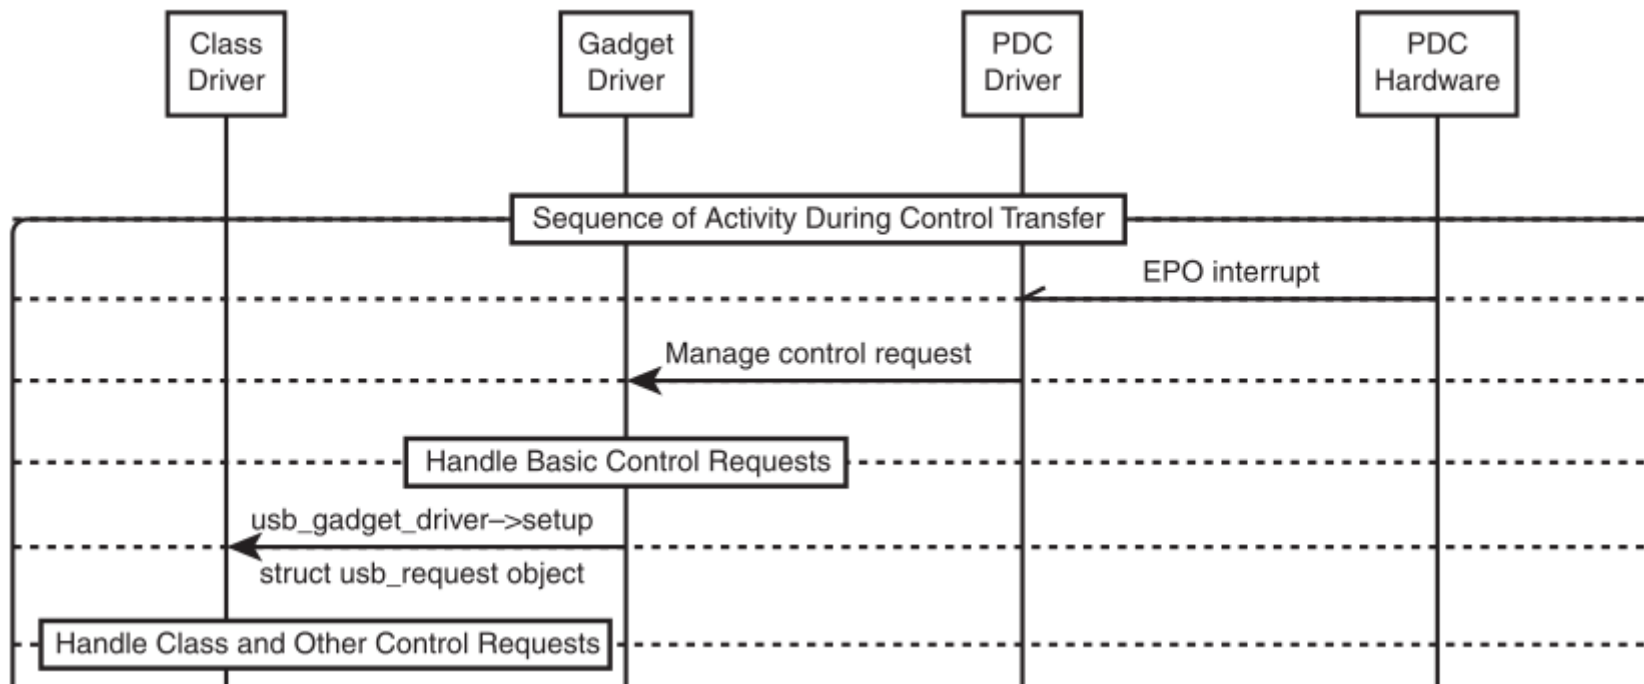 Class
Driver
Gadget
Driver
PDC
Driver
PDC
Hardware
Sequence of Activity During Control Transfer
EPO interrupt
Manage control request
Handle Basic Control Requests
usb_gadget_driver–>setup
struct usb_request object
Handle Class and Other Control Requests